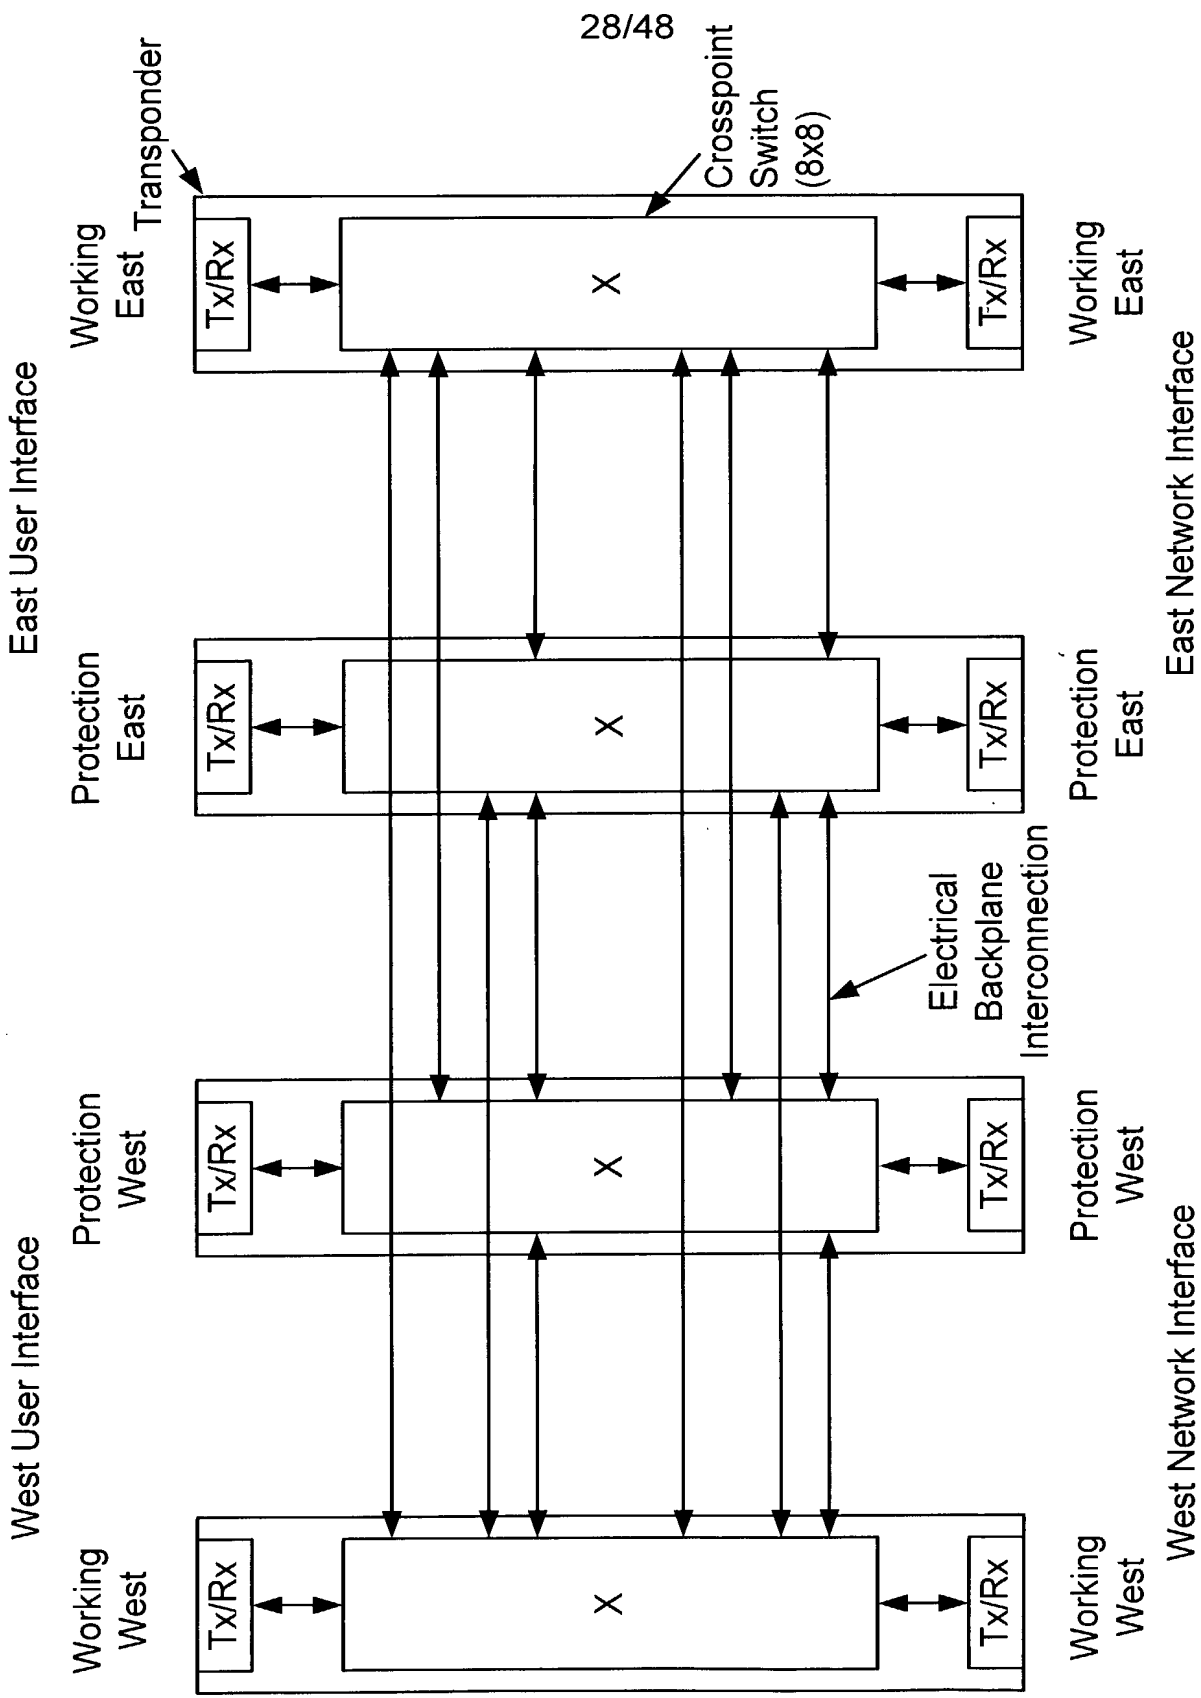 28/48
West User Interface
East User Interface
Working
West
Protection
West
Protection
East
Working
East
Transponder
Tx/Rx
Tx/Rx
Tx/Rx
Tx/Rx
X
X
X
X
Crosspoint
Switch
(8x8)
Electrical
Backplane
Interconnection
Tx/Rx
Tx/Rx
Tx/Rx
Tx/Rx
Working
West
Protection
West
Protection
East
Working
East
West Network Interface
East Network Interface